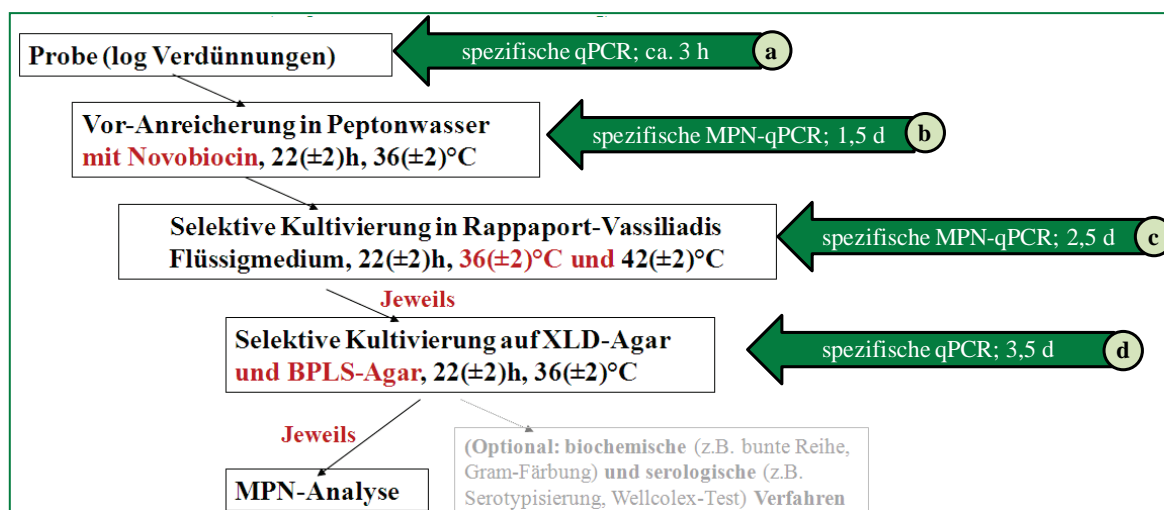 Probe (log Verdünnungen)
spezifische qPCR; ca. 3 h
a
Vor-Anreicherung in Peptonwasser
mit Novobiocin, 22(±2)h, 36(±2)°C
spezifische MPN-qPCR; 1,5 d
b
Selektive Kultivierung in Rappaport-Vassiliadis
Flüssigmedium, 22(±2)h, 36(±2)°C und 42(±2)°C
spezifische MPN-qPCR; 2,5 d
c
Jeweils
Selektive Kultivierung auf XLD-Agar
und BPLS-Agar, 22(±2)h, 36(±2)°C
spezifische qPCR; 3,5 d
d
Jeweils
MPN-Analyse
(Optional: biochemische (z.B. bunte Reihe,
Gram-Färbung) und serologische (z.B.
Serotypisierung, Wellcolex-Test) Verfahren